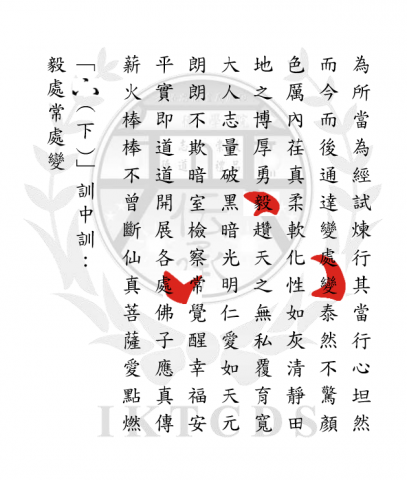 為所當為經試煉行其當行心坦然
而今而後通達變處變泰然不驚顏
色厲內荏真柔軟化性如灰清靜田
地之博厚勇毅讚天之無私覆育寬
大人志量破黑暗光明仁愛如天元
朗朗不欺暗室檢察常覺醒幸福安
平實即道道開展各處佛子應真傳
薪火棒棒不曾斷仙真菩薩愛點燃
「∴（下）」訓中訓：
毅處常處變
IKTCDS